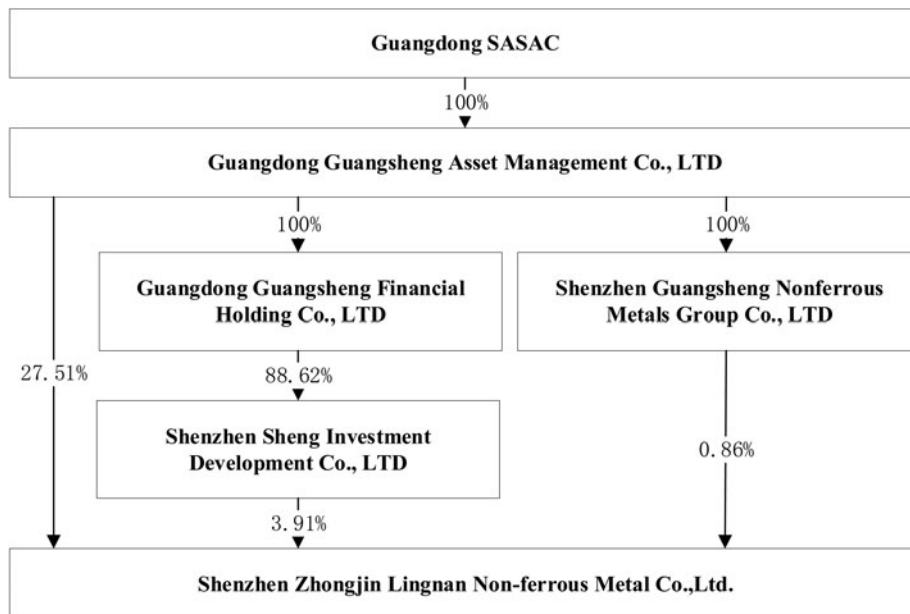 Guangdong SASAC
100%
Guangdong Guangsheng Asset Management Co., LTD
100%
100%
Guangdong Guangsheng Financial
Holding Co., LTD
Shenzhen Guangsheng Nonferrous
Metals Group Co., LTD
27.51%
88.62%
Shenzhen Sheng Investment
Development Co., LTD
0.86%
3.91%
Shenzhen Zhongjin Lingnan Non-ferrous Metal Co.,Ltd.